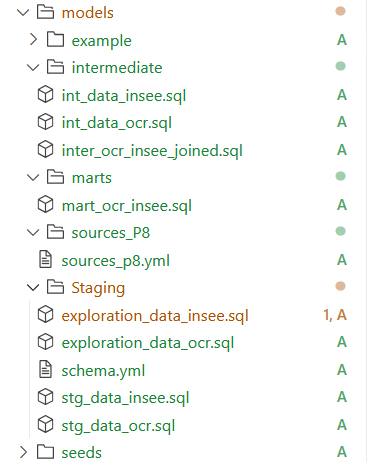 models
example A
intermediate
int_data_insee.sql A
int_data_ocr.sql A
inter_ocr_insee_joined.sql A
marts
mart_ocr_insee.sql A
sources_P8
sources_p8.yml A
Staging
exploration_data_insee.sql 1, A
exploration_data_ocr.sql A
schema.yml A
stg_data_insee.sql A
stg_data_ocr.sql A
seeds A